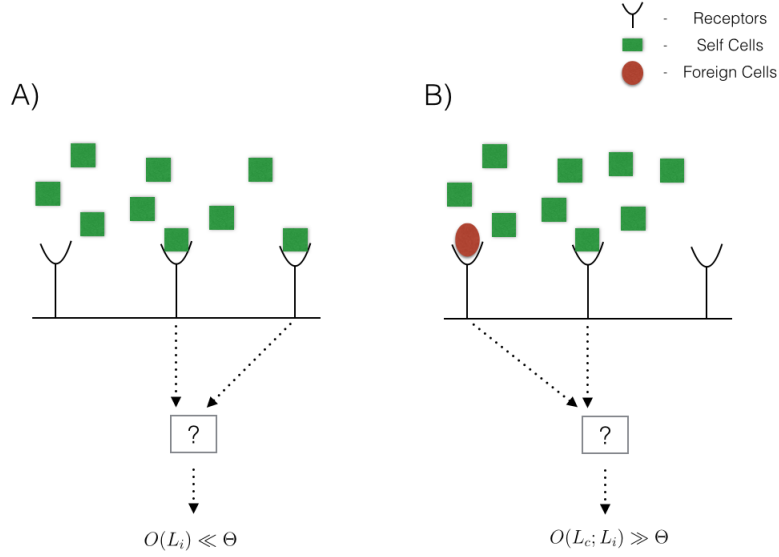 - Receptors
- Self Cells
- Foreign Cells
A)
B)
?
?
O(L_i) ≪ Θ
O(L_c; L_i) ≫ Θ